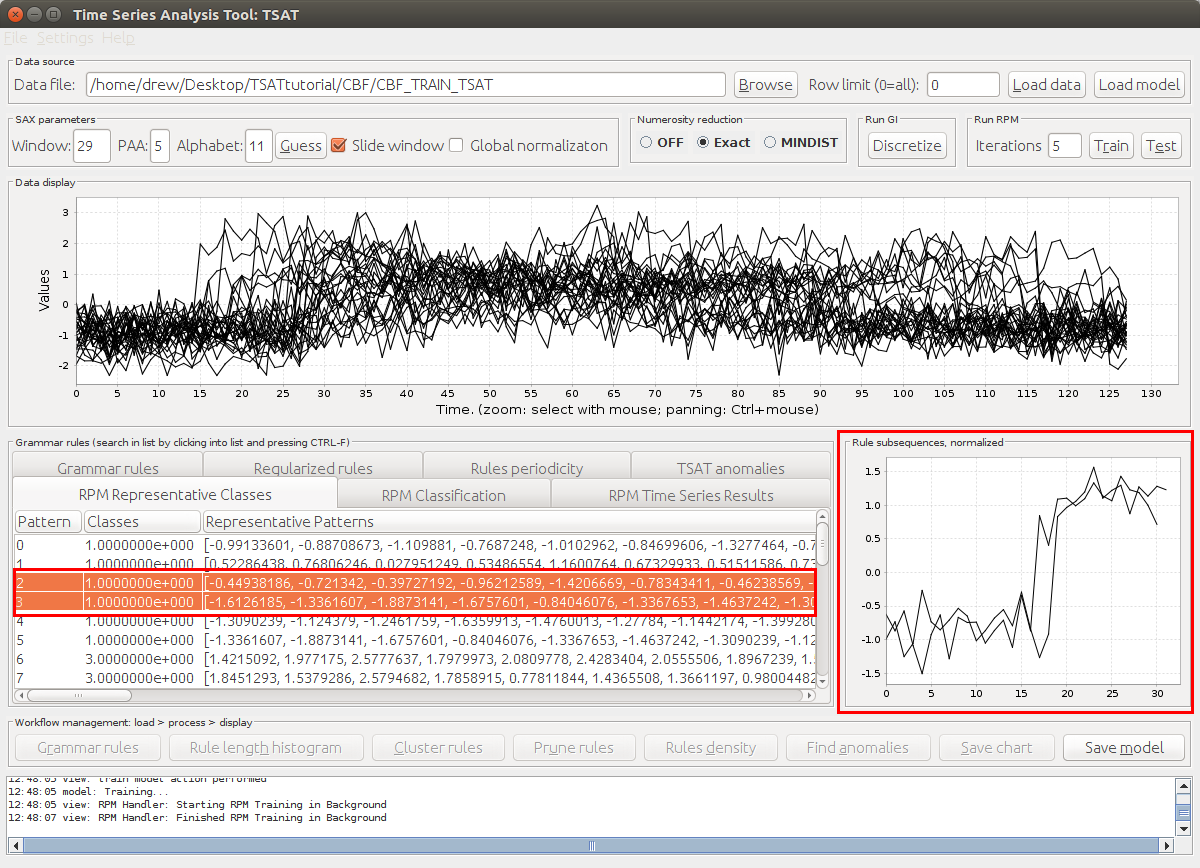 Time Series Analysis Tool: TSAT
File Settings Help
Data source
Data file: /home/drew/Desktop/TSATtutorial/CBF/CBF_TRAIN_TSAT Browse Row limit (0=all): 0 Load data Load model
SAX parameters Numerosity reduction Run GI Run RPM
Window: 29 PAA: 5 Alphabet: 11 Guess Slide window Global normalizaton OFF Exact MINDIST Discretize Iterations 5 Train Test
Data display
Values
3
2
1
0
-1
-2
0 5 10 15 20 25 30 35 40 45 50 55 60 65 70 75 80 85 90 95 100 105 110 115 120 125 130
Time. (zoom: select with mouse; panning: Ctrl+mouse)
Grammar rules (search in list by clicking into list and pressing CTRL-F)
Grammar rules Regularized rules Rules periodicity TSAT anomalies
RPM Representative Classes RPM Classification RPM Time Series Results
Pattern Classes Representative Patterns
0 1.0000000e+000 [-0.99133601, -0.88708673, -1.109881, -0.7687248, -1.0102962, -0.84699606, -1.3277464, -0.7
1 1.0000000e+000 [0.52286438, 0.76806246, 0.027951249, 0.53486554, 1.1600764, 0.67329933, 0.51511586, 0.73
2 1.0000000e+000 [-0.44938186, -0.721342, -0.39727192, -0.96212589, -1.4206669, -0.78343411, -0.46238569, -
3 1.0000000e+000 [-1.6126185, -1.3361607, -1.8873141, -1.6757601, -0.84046076, -1.3367653, -1.4637242, -1.30
4 1.0000000e+000 [-1.3090239, -1.124379, -1.2461759, -1.6359913, -1.4760013, -1.27784, -1.1442174, -1.399280
5 1.0000000e+000 [-1.3361607, -1.8873141, -1.6757601, -0.84046076, -1.3367653, -1.4637242, -1.3090239, -1.12
6 3.0000000e+000 [1.4215092, 1.977175, 2.5777637, 1.7979973, 2.0809778, 2.4283404, 2.0555506, 1.8967239, 1.
7 3.0000000e+000 [1.8451293, 1.5379286, 2.5794682, 1.7858915, 0.77811844, 1.4365508, 1.3661197, 0.98004482
Rule subsequences, normalized
1.5
1.0
0.5
0.0
-0.5
-1.0
-1.5
0 5 10 15 20 25 30
Workflow management: load > process > display
Grammar rules Rule length histogram Cluster rules Prune rules Rules density Find anomalies Save chart Save model
12:48:05 view: train model action performed
12:48:05 model: Training...
12:48:05 view: RPM Handler: Starting RPM Training in Background
12:48:07 view: RPM Handler: Finished RPM Training in Background